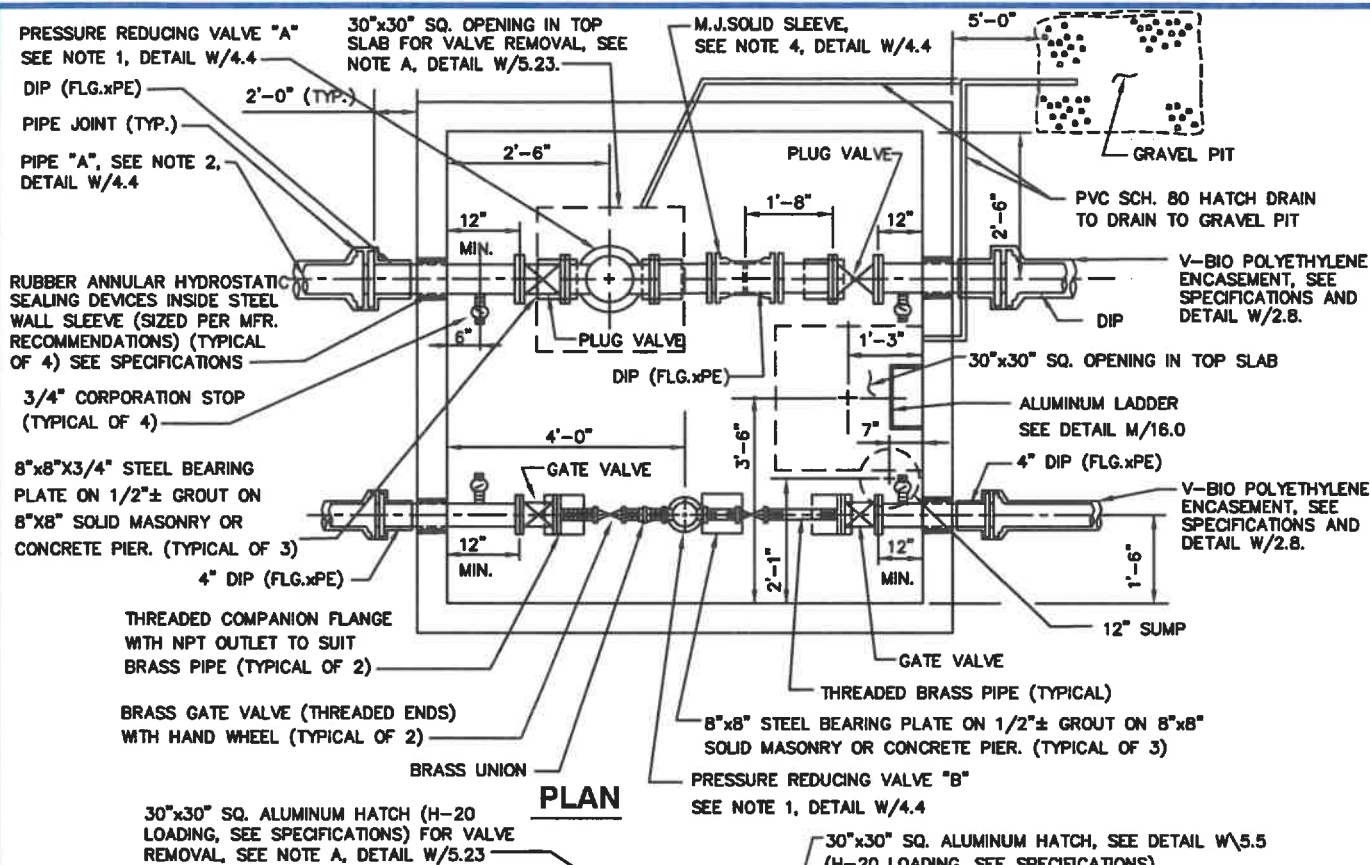 PRESSURE REDUCING VALVE "A"
SEE NOTE 1, DETAIL W/4.4
30"x30" SQ. OPENING IN TOP
SLAB FOR VALVE REMOVAL, SEE
NOTE A, DETAIL W/5.23.
M.J.SOLID SLEEVE,
SEE NOTE 4, DETAIL W/4.4
5'-0"
DIP (FLG.xPE)
2'-0" (TYP.)
PIPE JOINT (TYP.)
PIPE "A", SEE NOTE 2,
DETAIL W/4.4
2'-6"
PLUG VALVE
GRAVEL PIT
1'-8"
2'-6"
PVC SCH. 80 HATCH DRAIN
TO DRAIN TO GRAVEL PIT
12"
MIN.
12"
RUBBER ANNULAR HYDROSTATIC
SEALING DEVICES INSIDE STEEL
WALL SLEEVE (SIZED PER MFR.
RECOMMENDATIONS) (TYPICAL
OF 4) SEE SPECIFICATIONS
V-BIO POLYETHYLENE
ENCASEMENT, SEE
SPECIFICATIONS AND
DETAIL W/2.8.
DIP
6"
PLUG VALVE
1'-3"
DIP (FLG.xPE)
30"x30" SQ. OPENING IN TOP SLAB
3/4" CORPORATION STOP
(TYPICAL OF 4)
ALUMINUM LADDER
SEE DETAIL M/16.0
4'-0"
3'-6"
7"
8"x8"X3/4" STEEL BEARING
PLATE ON 1/2"± GROUT ON
8"X8" SOLID MASONRY OR
CONCRETE PIER. (TYPICAL OF 3)
GATE VALVE
4" DIP (FLG.xPE)
V-BIO POLYETHYLENE
ENCASEMENT, SEE
SPECIFICATIONS AND
DETAIL W/2.8.
12"
MIN.
2'-1"
12"
MIN.
1'-6"
4" DIP (FLG.xPE)
12" SUMP
THREADED COMPANION FLANGE
WITH NPT OUTLET TO SUIT
BRASS PIPE (TYPICAL OF 2)
GATE VALVE
THREADED BRASS PIPE (TYPICAL)
BRASS GATE VALVE (THREADED ENDS)
WITH HAND WHEEL (TYPICAL OF 2)
8"x8" STEEL BEARING PLATE ON 1/2"± GROUT ON 8"x8"
SOLID MASONRY OR CONCRETE PIER. (TYPICAL OF 3)
BRASS UNION
PLAN
PRESSURE REDUCING VALVE "B"
SEE NOTE 1, DETAIL W/4.4
30"x30" SQ. ALUMINUM HATCH (H-20
LOADING, SEE SPECIFICATIONS) FOR VALVE
REMOVAL, SEE NOTE A, DETAIL W/5.23
30"x30" SQ. ALUMINUM HATCH, SEE DETAIL W\5.5
(H-20 LOADING, SEE SPECIFICATIONS)